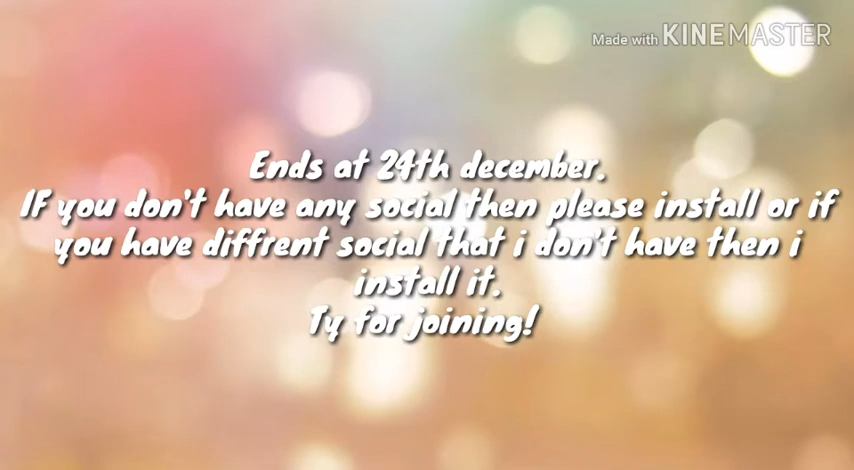 Made with KINEMASTER
Ends at 24th december.
IF you don't have any social then please install or if
you have diffrent social that i don't have then i
install it.
Ty for joining!